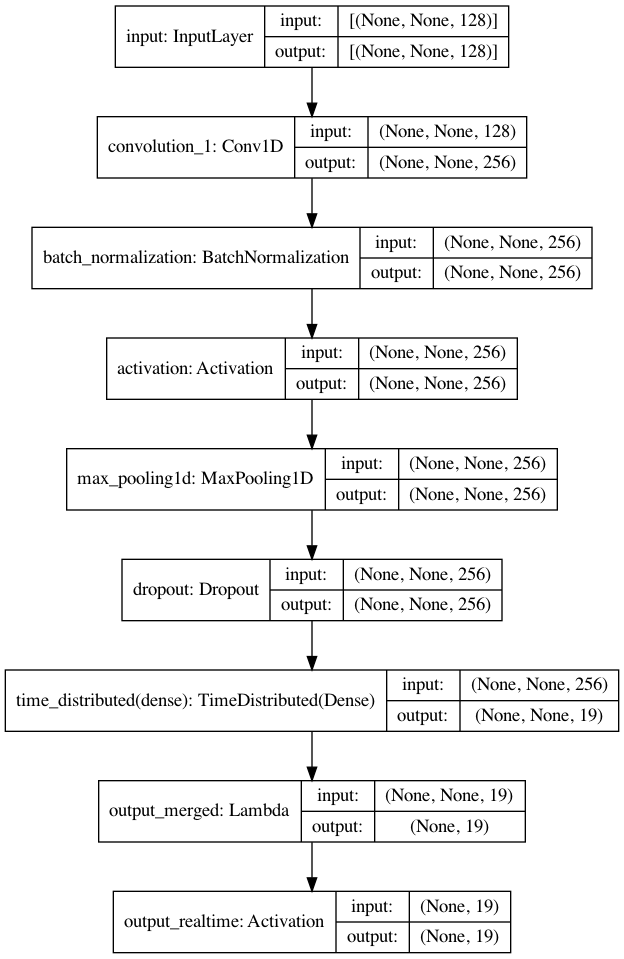 input: InputLayer
input: [(None, None, 128)]
output: [(None, None, 128)]
convolution_1: Conv1D
input: (None, None, 128)
output: (None, None, 256)
batch_normalization: BatchNormalization
input: (None, None, 256)
output: (None, None, 256)
activation: Activation
input: (None, None, 256)
output: (None, None, 256)
max_pooling1d: MaxPooling1D
input: (None, None, 256)
output: (None, None, 256)
dropout: Dropout
input: (None, None, 256)
output: (None, None, 256)
time_distributed(dense): TimeDistributed(Dense)
input: (None, None, 256)
output: (None, None, 19)
output_merged: Lambda
input: (None, None, 19)
output: (None, 19)
output_realtime: Activation
input: (None, 19)
output: (None, 19)